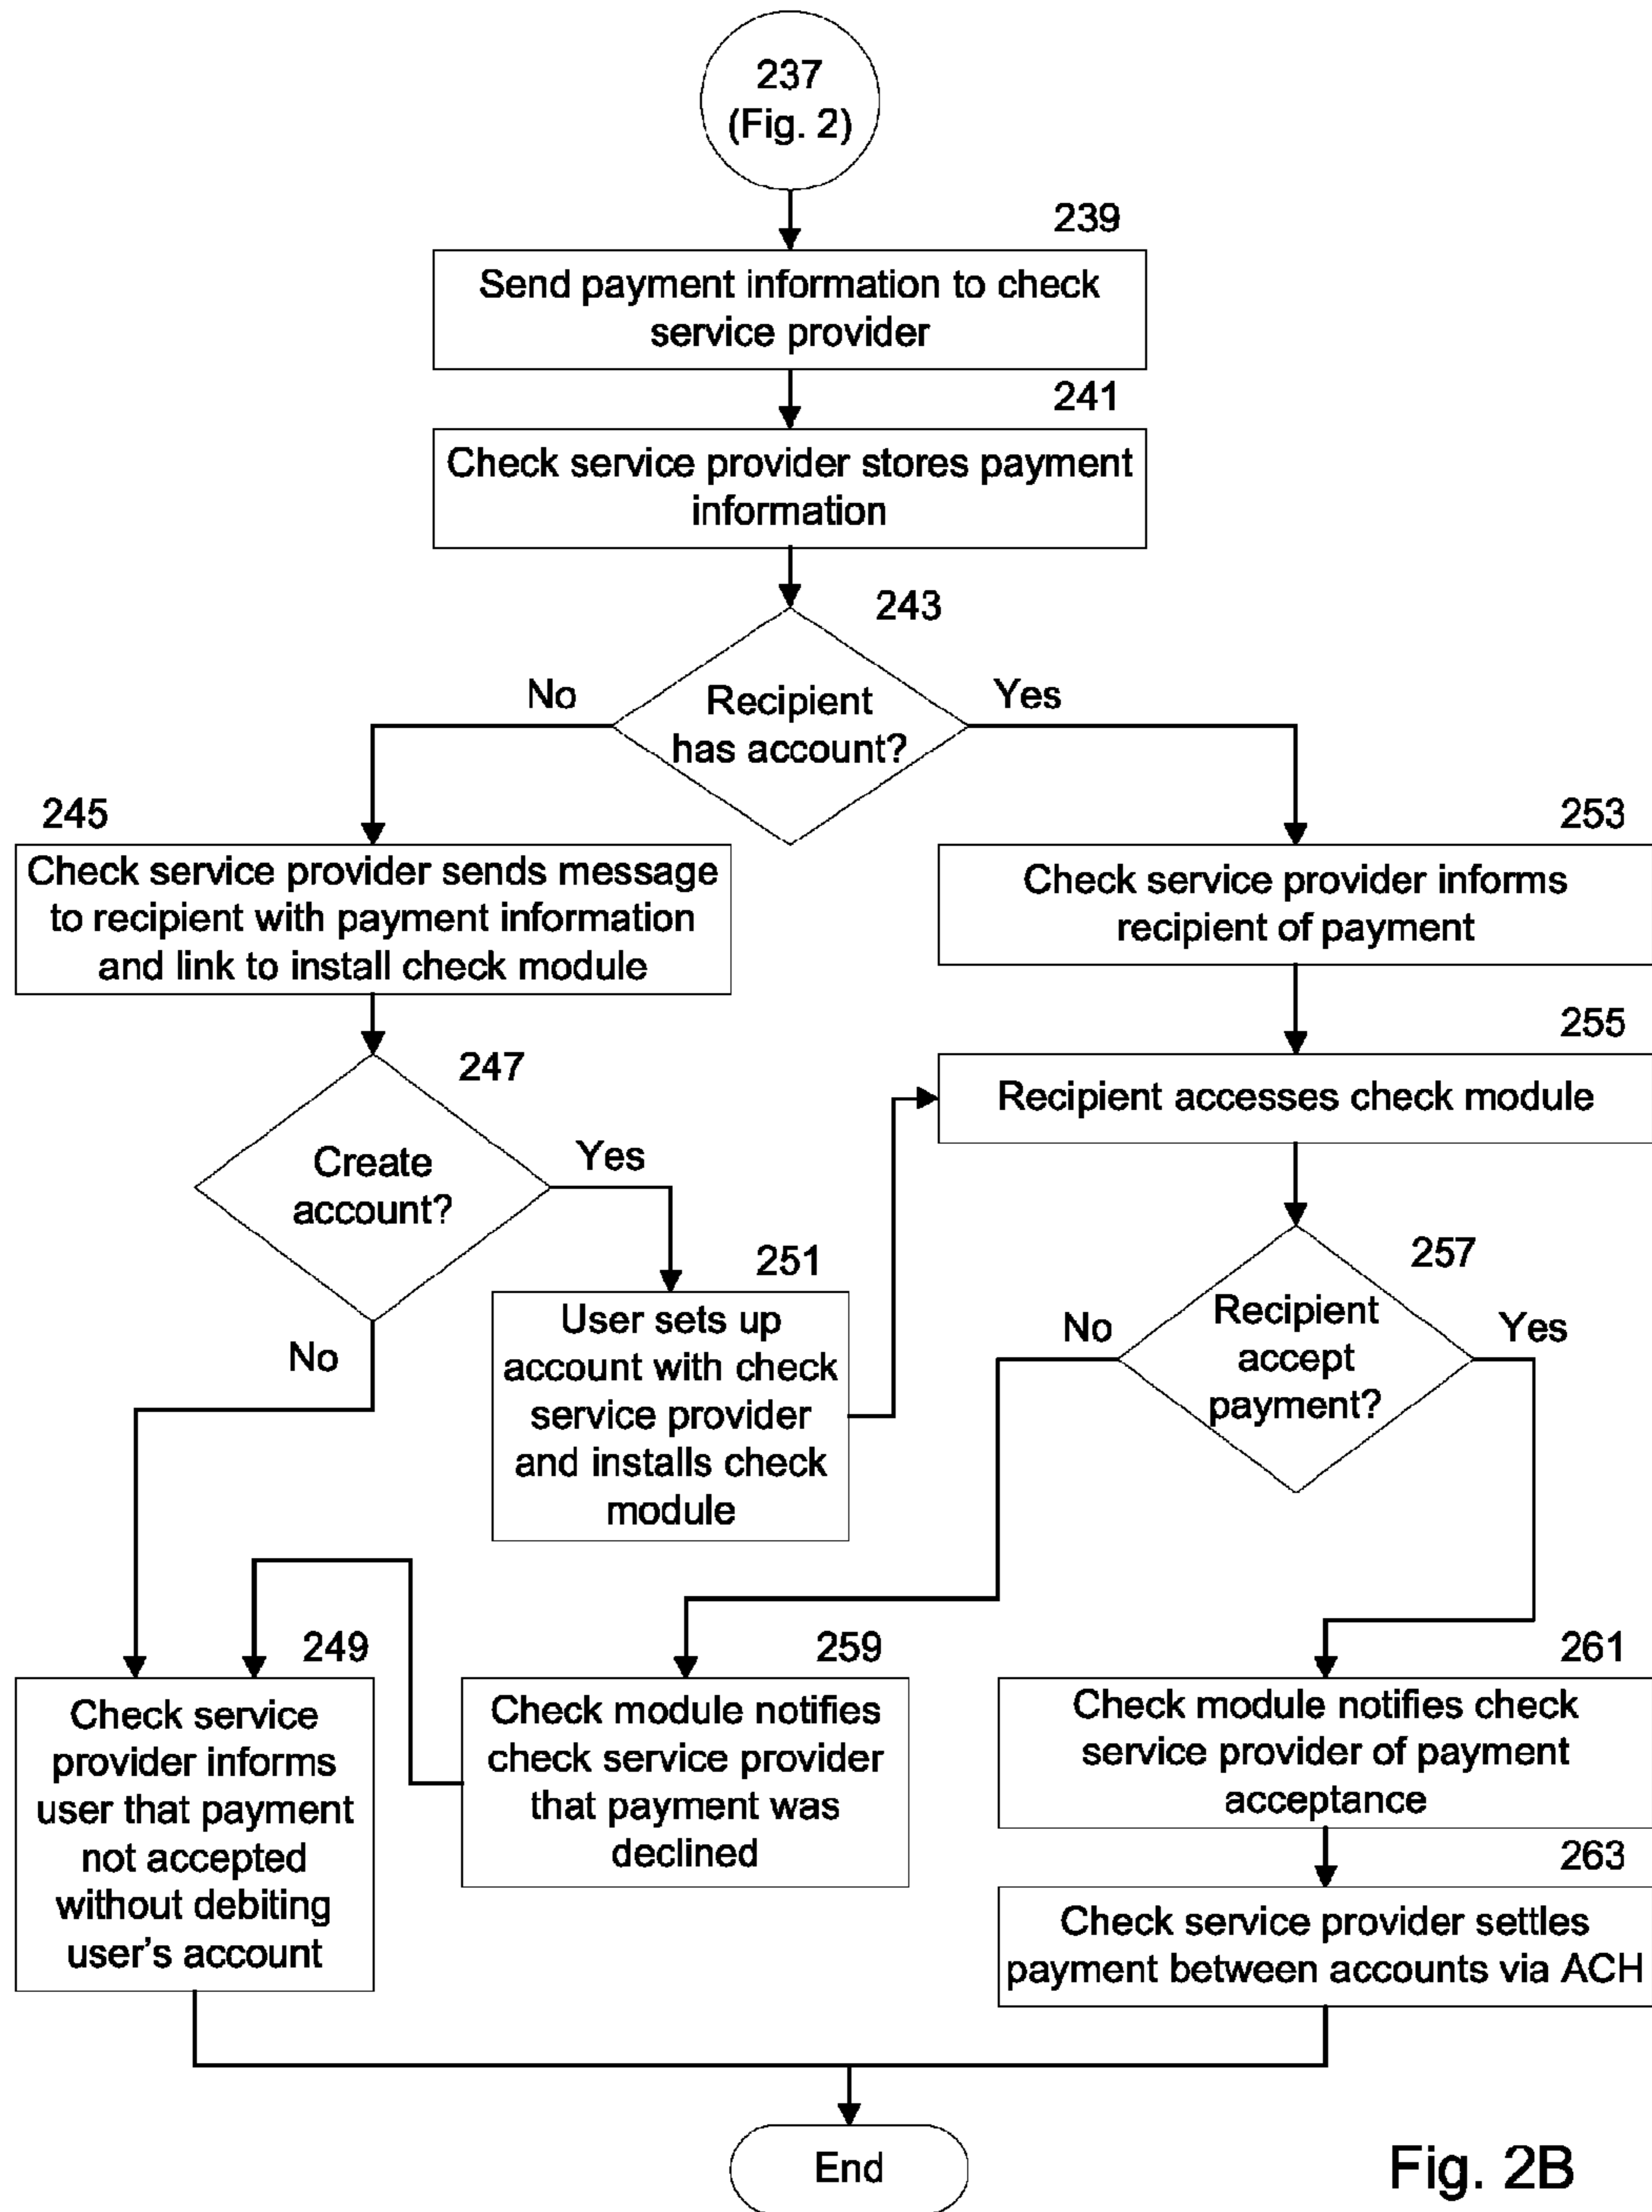 237
(Fig. 2)
239
Send payment information to check
service provider
241
Check service provider stores payment
information
243
Recipient
has account?
No
Yes
245
Check service provider sends message
to recipient with payment information
and link to install check module
253
Check service provider informs
recipient of payment
247
Create
account?
Yes
No
255
Recipient accesses check module
251
User sets up
account with check
service provider
and installs check
module
257
Recipient
accept
payment?
No
Yes
249
Check service
provider informs
user that payment
not accepted
without debiting
user's account
259
Check module notifies
check service provider
that payment was
declined
261
Check module notifies check
service provider of payment
acceptance
263
Check service provider settles
payment between accounts via ACH
End
Fig. 2B